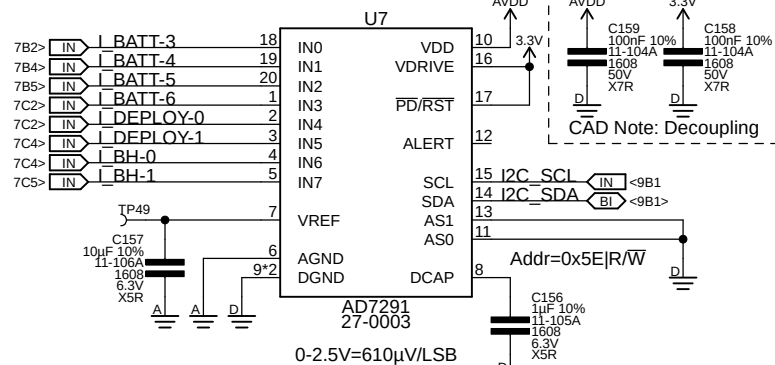 U7
AVDD
AVDD
3.3V
3.3V
7B2> IN I_BATT-3 18 IN0
7B4> IN I_BATT-4 19 IN1
7B5> IN I_BATT-5 20 IN2
7C2> IN I_BATT-6 1 IN3
7C2> IN I_DEPLOY-0 2 IN4
7C4> IN I_DEPLOY-1 3 IN5
7C4> IN I_BH-0 4 IN6
7C5> IN I_BH-1 5 IN7
TP49 7 VREF
6 AGND
9*2 DGND
VDD 10
VDRIVE 16
PD/RST 17
ALERT 12
SCL 15 I2C_SCL IN <9B1
SDA 14 I2C_SDA BI <9B1>
AS1 13
AS0 11
Addr=0x5E|R/W
D
DCAP 8
C159
100nF 10%
11-104A
1608
50V
X7R
D
C158
100nF 10%
11-104A
1608
50V
X7R
D
CAD Note: Decoupling
C157
10µF 10%
11-106A
1608
6.3V
X5R
A
A
D
AD7291
27-0003
C156
1µF 10%
11-105A
1608
6.3V
X5R
D
0-2.5V=610µV/LSB